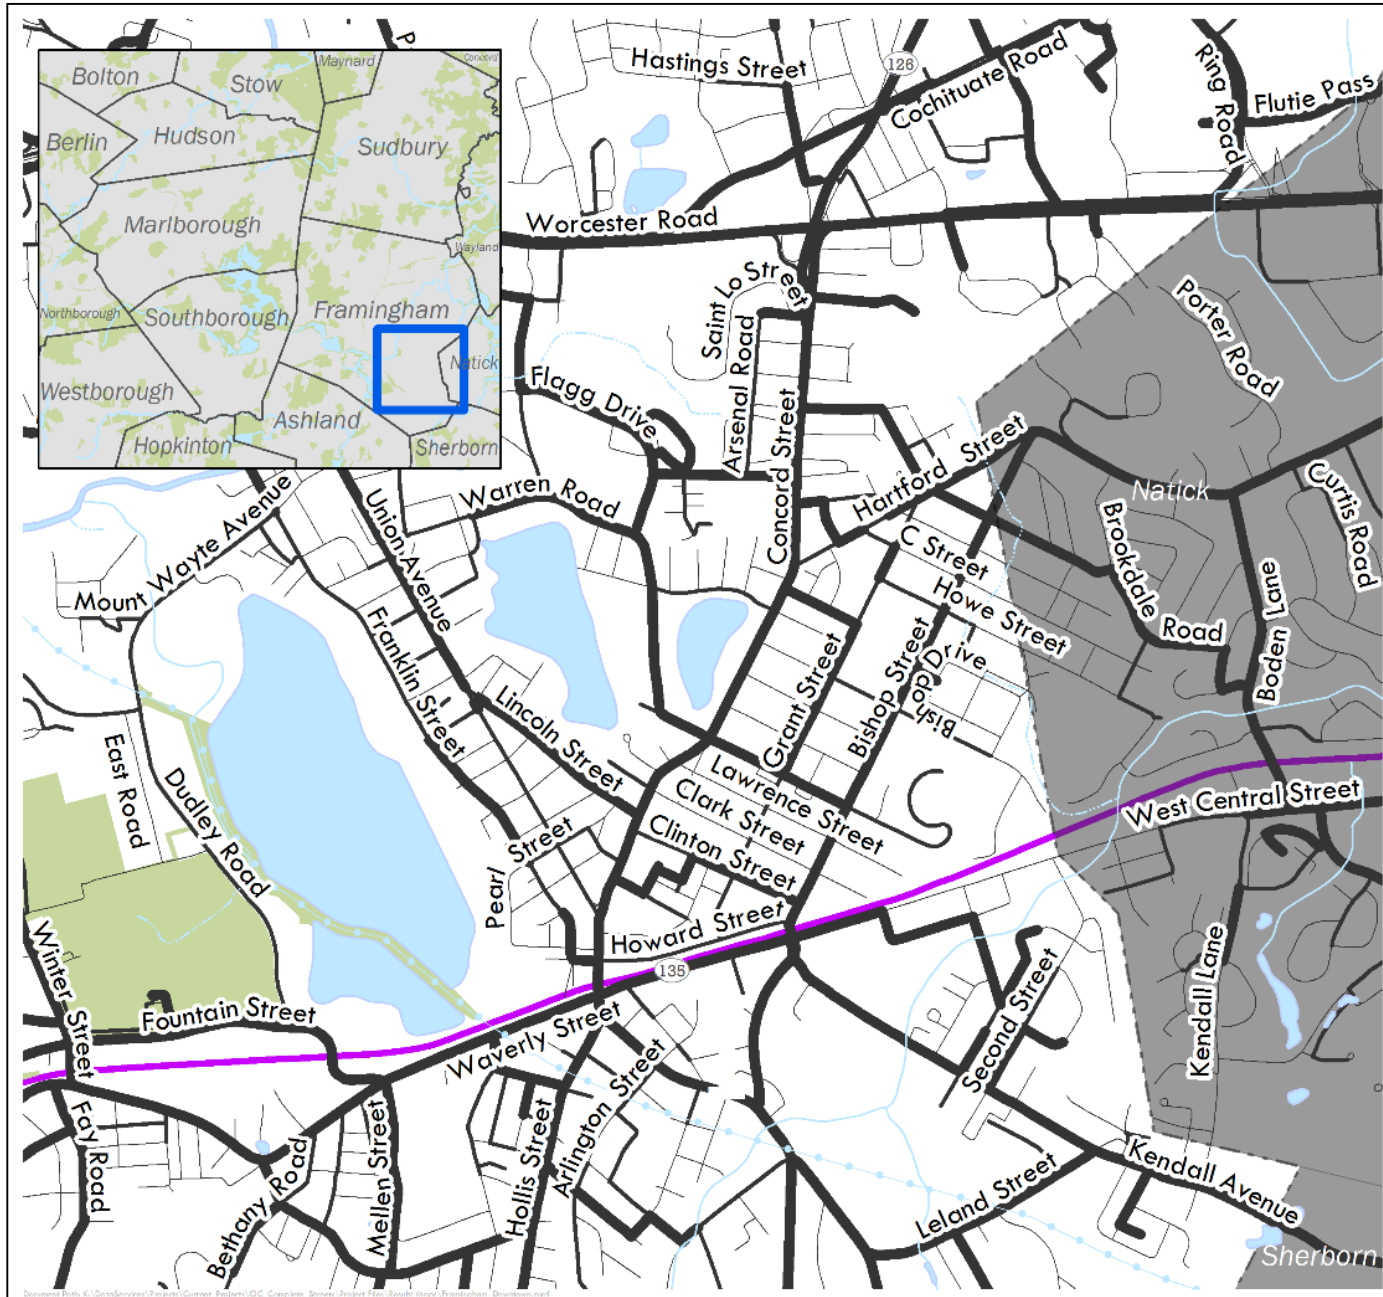 Hastings Street
126
Cochituate Road
Ring Road
Flutie Pass
Bolton
Stow
Maynard
Concord
Berlin
Hudson
Sudbury
Marlborough
Wayland
Northborough
Southborough
Framingham
Natick
Westborough
Ashland
Hopkinton
Sherborn
Worcester Road
Saint Lo Street
Porter Road
Flagg Drive
Arsenal Road
Concord Street
Hartford Street
Natick
Curtis Road
Mount Wayte Avenue
Union Avenue
Warren Road
C Street
Brookdale Road
Howe Street
Boden Lane
Franklin Street
Lincoln Street
Grant Street
Bishop Street
Bishop Drive
East Road
Dudley Road
Lawrence Street
Clark Street
Clinton Street
West Central Street
Pearl Street
Howard Street
135
Winter Street
Fountain Street
Waverly Street
Second Street
Kendall Lane
Fay Road
Bethany Road
Mellen Street
Hollis Street
Arlington Street
Leland Street
Kendall Avenue
Sherborn